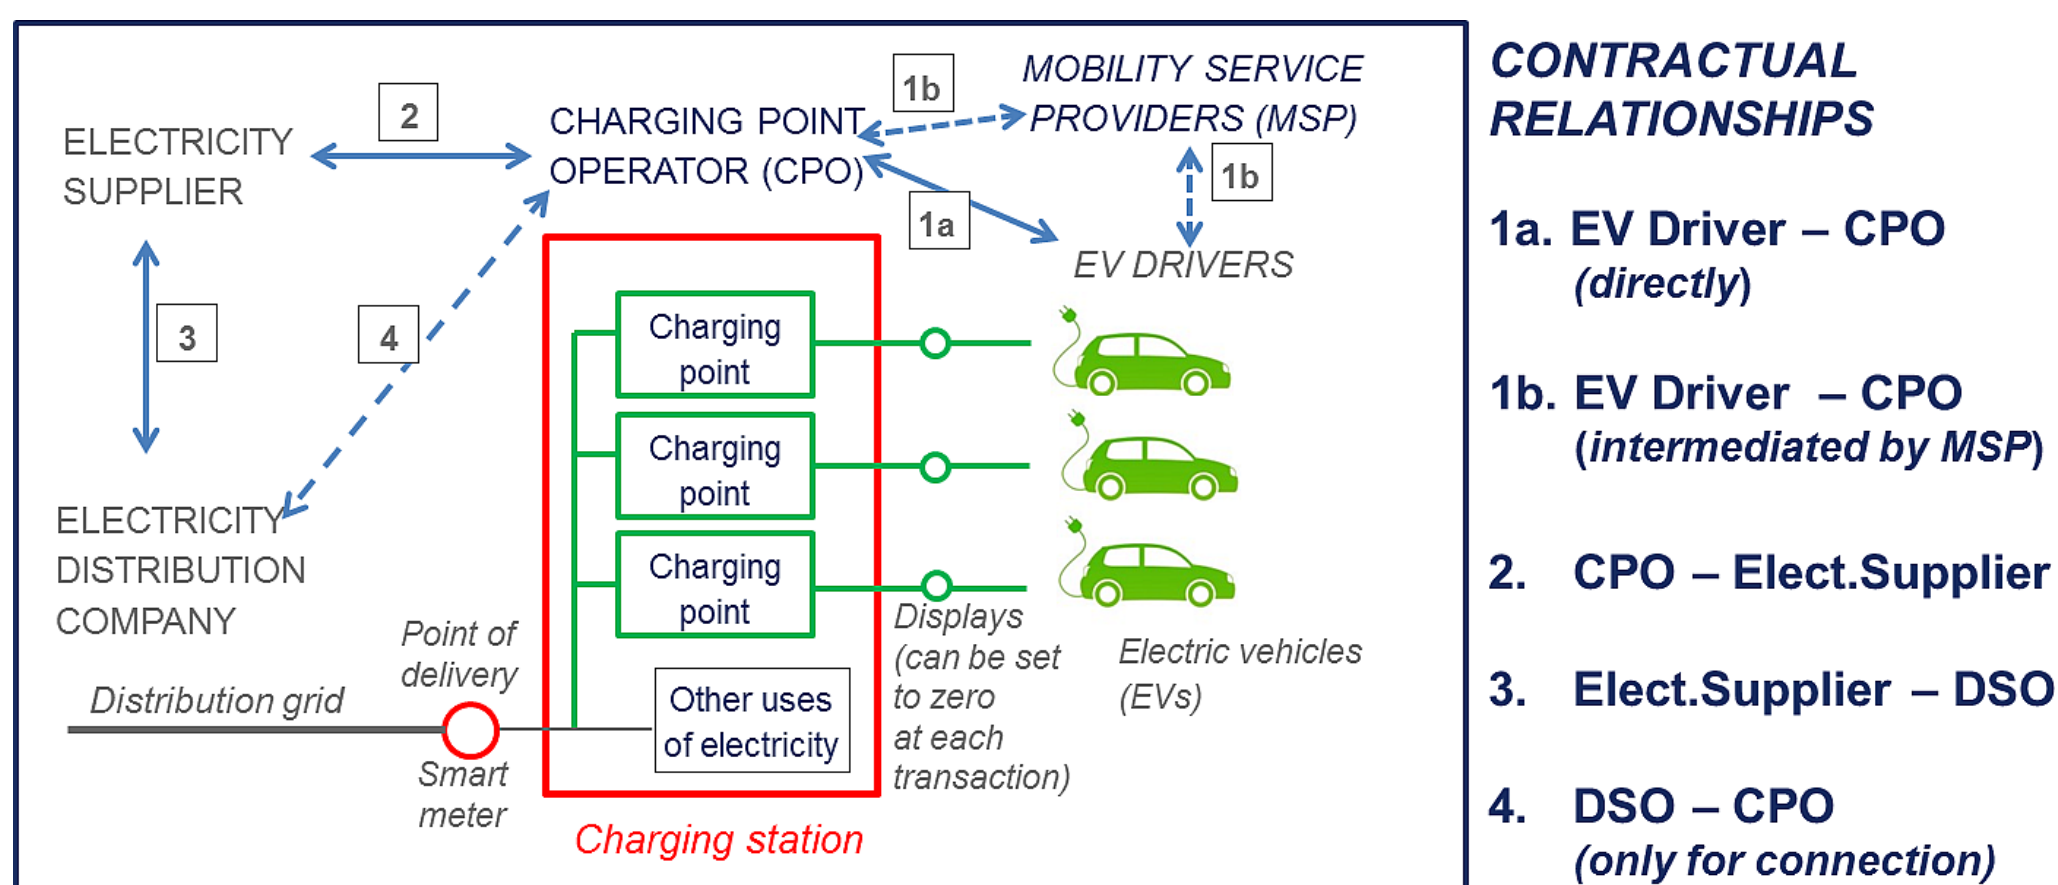 ELECTRICITY
SUPPLIER
2
CHARGING POINT
OPERATOR (CPO)
1b
MOBILITY SERVICE
PROVIDERS (MSP)
1b
1a
EV DRIVERS
3
4
ELECTRICITY
DISTRIBUTION
COMPANY
Charging
point
Charging
point
Charging
point
Point of
delivery
Distribution grid
Smart
meter
Other uses
of electricity
Displays
(can be set
to zero
at each
transaction)
Electric vehicles
(EVs)
Charging station
CONTRACTUAL
RELATIONSHIPS
1a. EV Driver – CPO
(directly)
1b. EV Driver – CPO
(intermediated by MSP)
2. CPO – Elect.Supplier
3. Elect.Supplier – DSO
4. DSO – CPO
(only for connection)